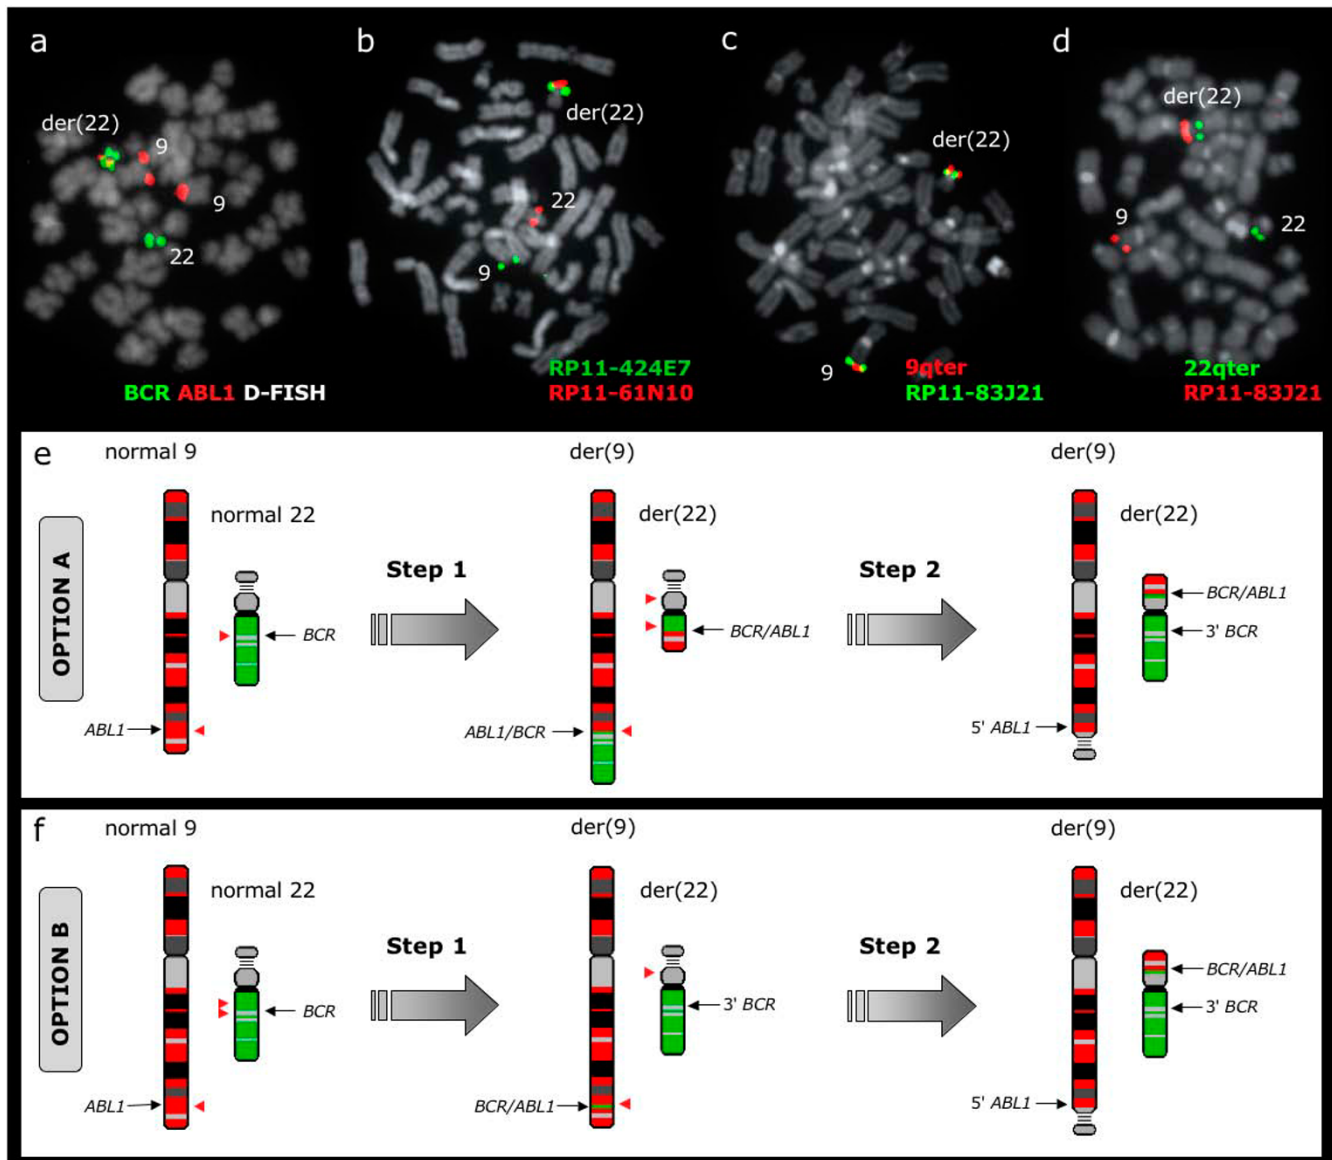 a
b
c
d
der(22)
9
9
22
BCR ABL1 D-FISH
der(22)
22
9
RP11-424E7
RP11-61N10
der(22)
9
9qter
RP11-83J21
der(22)
9
22
22qter
RP11-83J21
e
OPTION A
normal 9
normal 22
BCR
ABL1
Step 1
der(9)
der(22)
BCR/ABL1
ABL1/BCR
Step 2
der(9)
der(22)
BCR/ABL1
3' BCR
5' ABL1
f
OPTION B
normal 9
normal 22
BCR
ABL1
Step 1
der(9)
der(22)
3' BCR
BCR/ABL1
Step 2
der(9)
der(22)
BCR/ABL1
3' BCR
5' ABL1